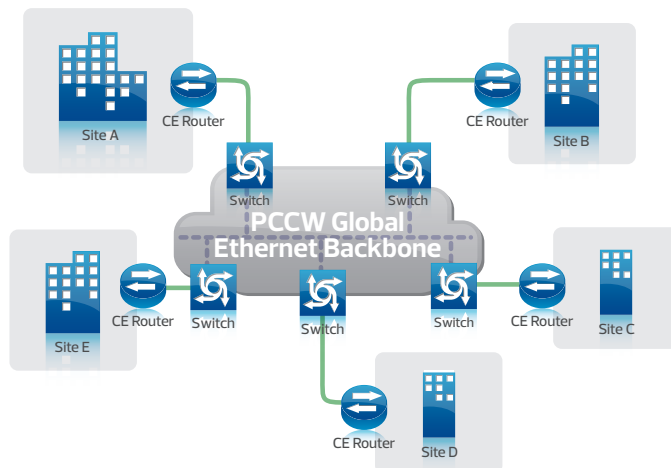 Site A
CE Router
CE Router
Site B
Switch
Switch
PCCW Global
Ethernet Backbone
Site E
CE Router
Switch
Switch
Switch
CE Router
Site C
CE Router
Site D